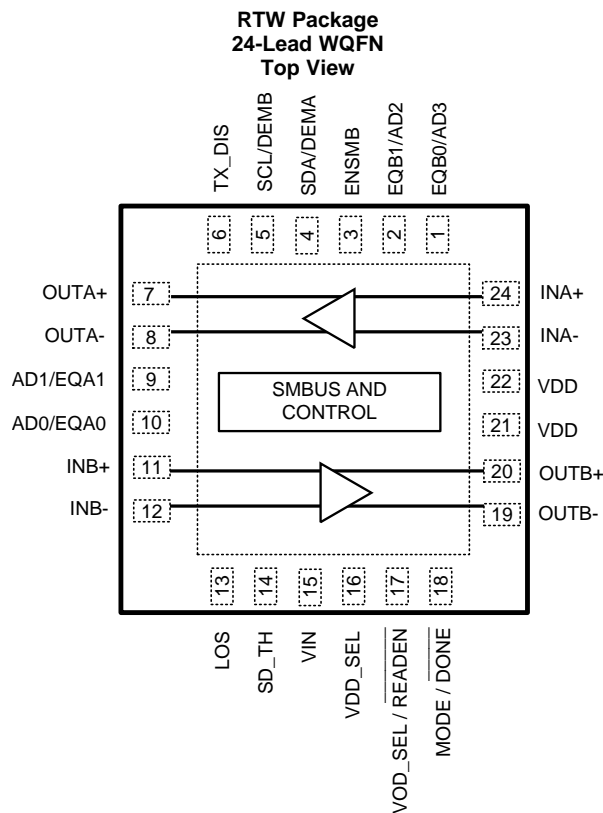 RTW Package
24-Lead WQFN
Top View
TX_DIS
SCL/DEMB
SDA/DEMA
ENSMB
EQB1/AD2
EQB0/AD3
6
5
4
3
2
1
OUTA+
7
24
INA+
OUTA-
8
23
INA-
AD1/EQA1
9
SMBUS AND
CONTROL
22
VDD
AD0/EQA0
10
21
VDD
INB+
11
20
OUTB+
INB-
12
19
OUTB-
13
14
15
16
17
18
LOS
SD_TH
VIN
VDD_SEL
VOD_SEL / READEN
MODE / DONE